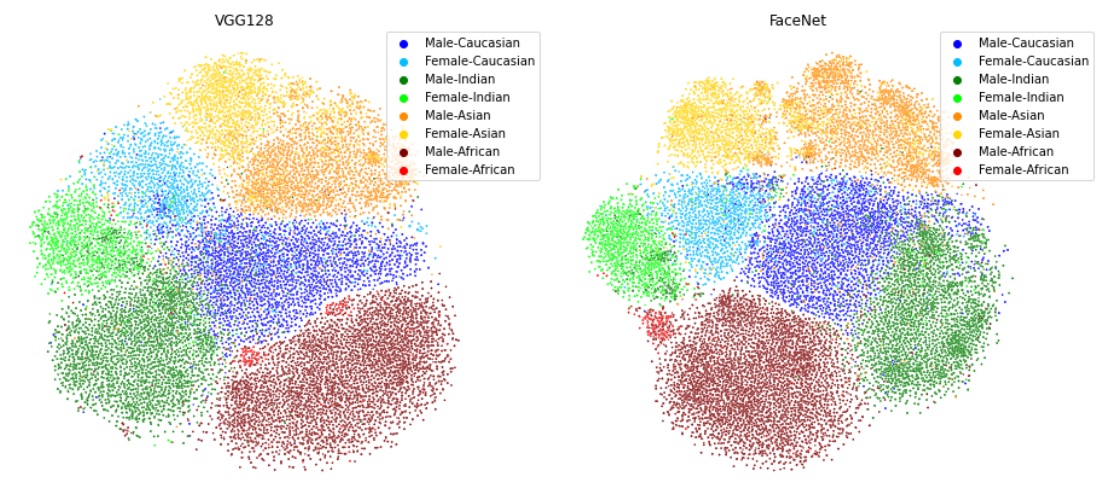 VGG128
Male-Caucasian
Female-Caucasian
Male-Indian
Female-Indian
Male-Asian
Female-Asian
Male-African
Female-African
FaceNet
Male-Caucasian
Female-Caucasian
Male-Indian
Female-Indian
Male-Asian
Female-Asian
Male-African
Female-African